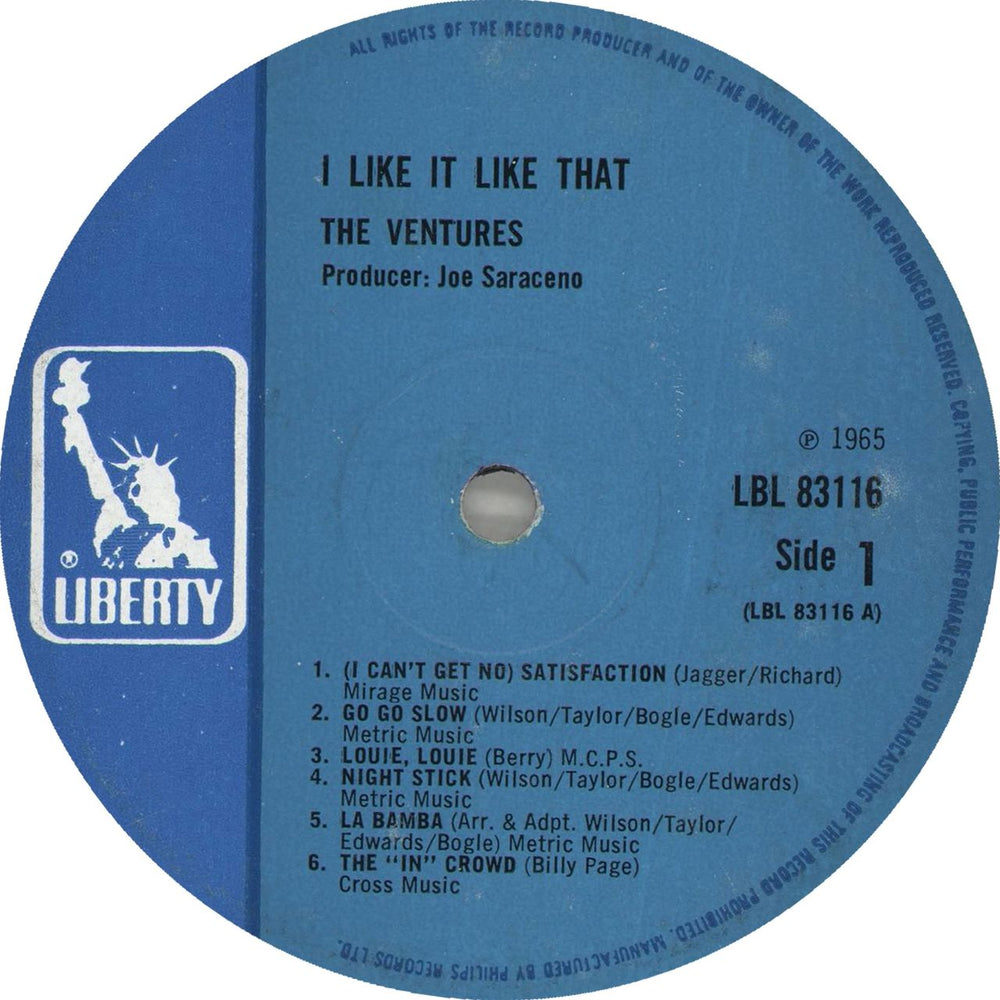 ALL RIGHTS OF THE RECORD PRODUCER AND OF THE OWNER OF THE WORK REPRODUCED RESERVED. COPYING, PUBLIC PERFORMANCE AND BROADCASTING OF THIS RECORD PROHIBITED. MANUFACTURED BY PHILIPS RECORDS LTD.
I LIKE IT LIKE THAT
THE VENTURES
Producer: Joe Saraceno
® LIBERTY
℗ 1965
LBL 83116
Side 1
(LBL 83116 A)
1. (I CAN'T GET NO) SATISFACTION (Jagger/Richard)
Mirage Music
2. GO GO SLOW (Wilson/Taylor/Bogle/Edwards)
Metric Music
3. LOUIE, LOUIE (Berry) M.C.P.S.
4. NIGHT STICK (Wilson/Taylor/Bogle/Edwards)
Metric Music
5. LA BAMBA (Arr. & Adpt. Wilson/Taylor/
Edwards/Bogle) Metric Music
6. THE "IN" CROWD (Billy Page)
Cross Music